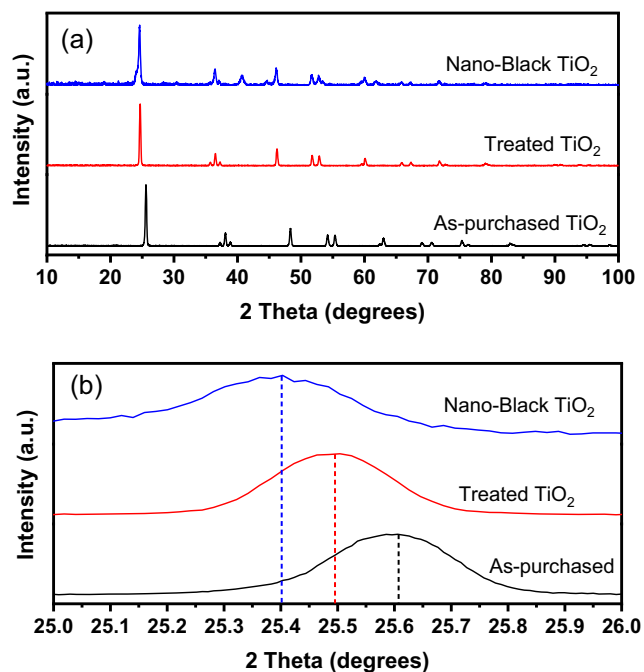 (a)
Nano-Black TiO₂
Treated TiO₂
As-purchased TiO₂
Intensity (a.u.)
10 20 30 40 50 60 70 80 90 100
2 Theta (degrees)
(b)
Nano-Black TiO₂
Treated TiO₂
As-purchased
Intensity (a.u.)
25.0 25.1 25.2 25.3 25.4 25.5 25.6 25.7 25.8 25.9 26.0
2 Theta (degrees)